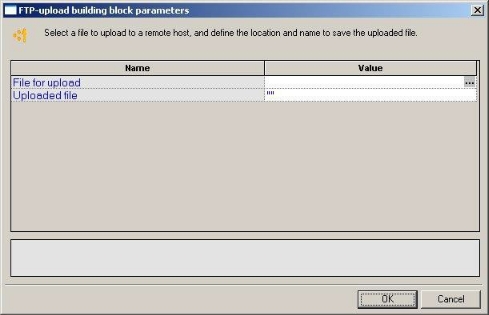 FTP-upload building block parameters
Select a file to upload to a remote host, and define the location and name to save the uploaded file.
Name Value
File for upload ...
Uploaded file ""
OK Cancel